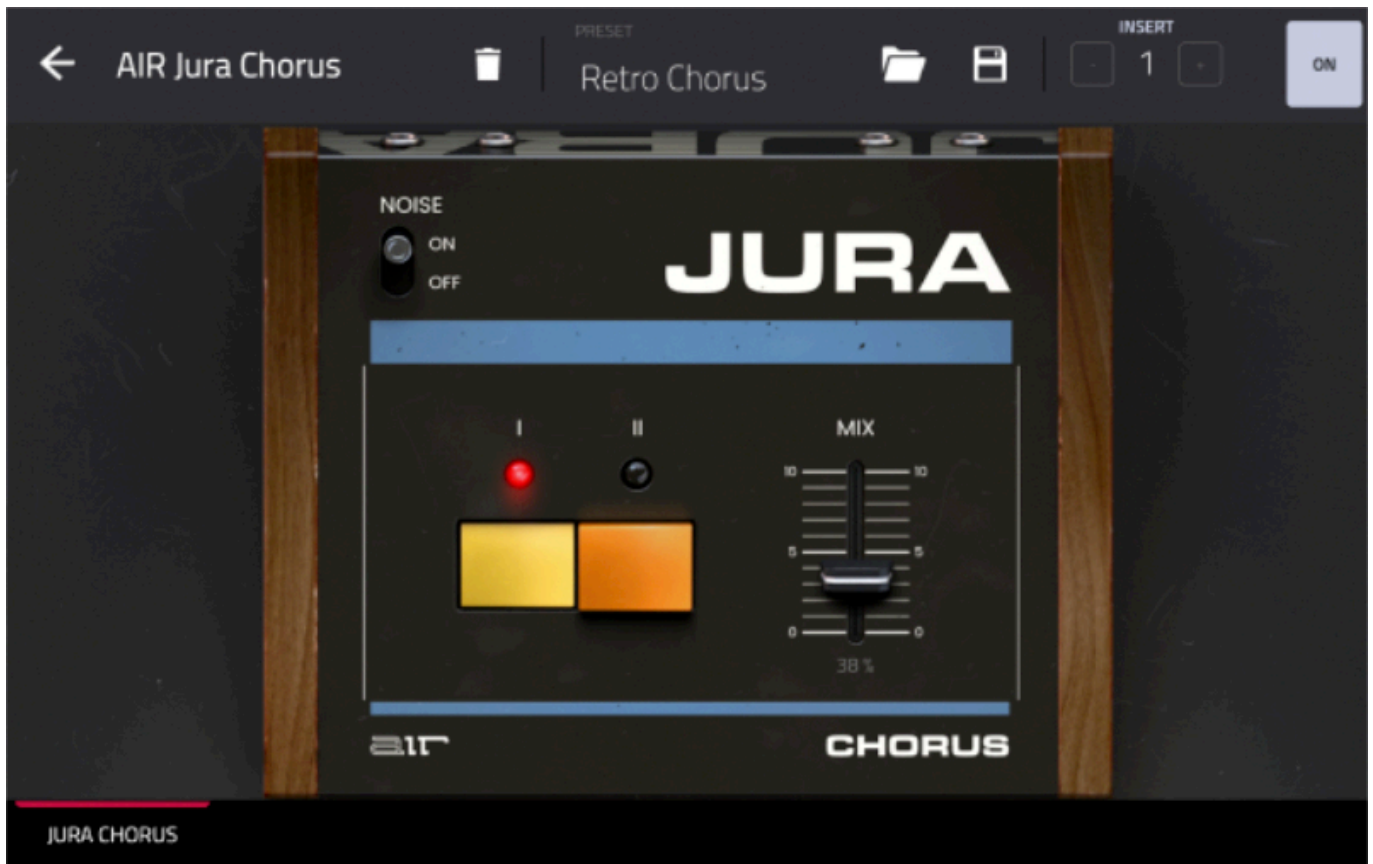 AIR Jura Chorus
PRESET
Retro Chorus
INSERT
- 1 +
ON
NOISE
ON
OFF
JURA
I II MIX
10 10
5 5
0 0
38 %
air CHORUS
JURA CHORUS